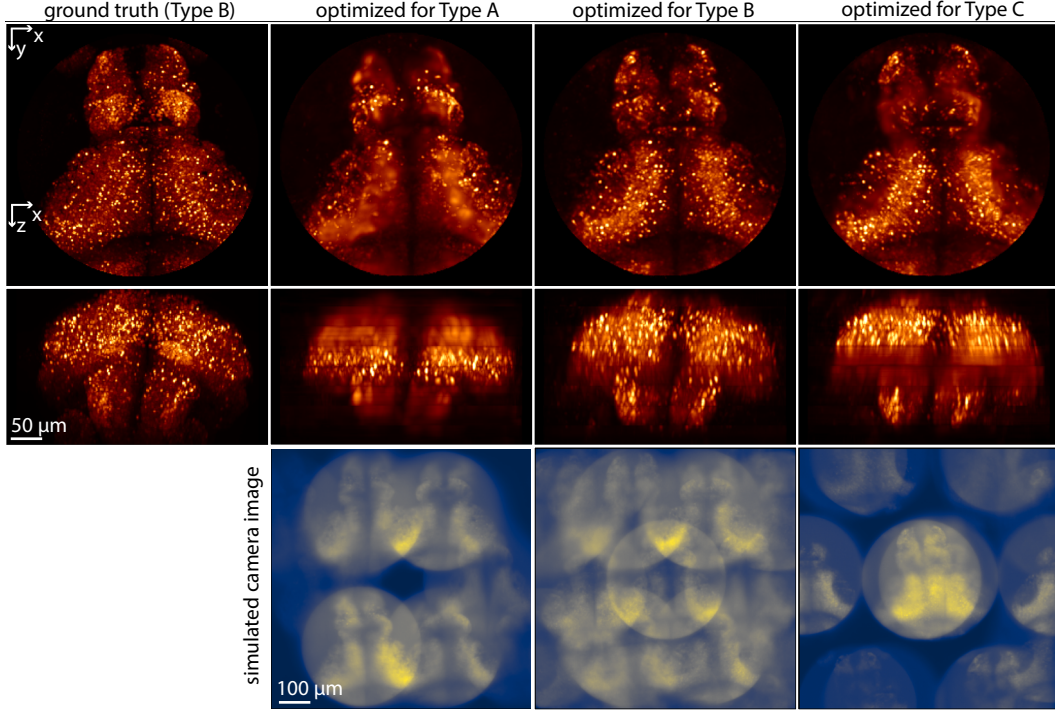 ground truth (Type B)
optimized for Type A
optimized for Type B
optimized for Type C
x
y
x
z
50 µm
simulated camera image
100 µm